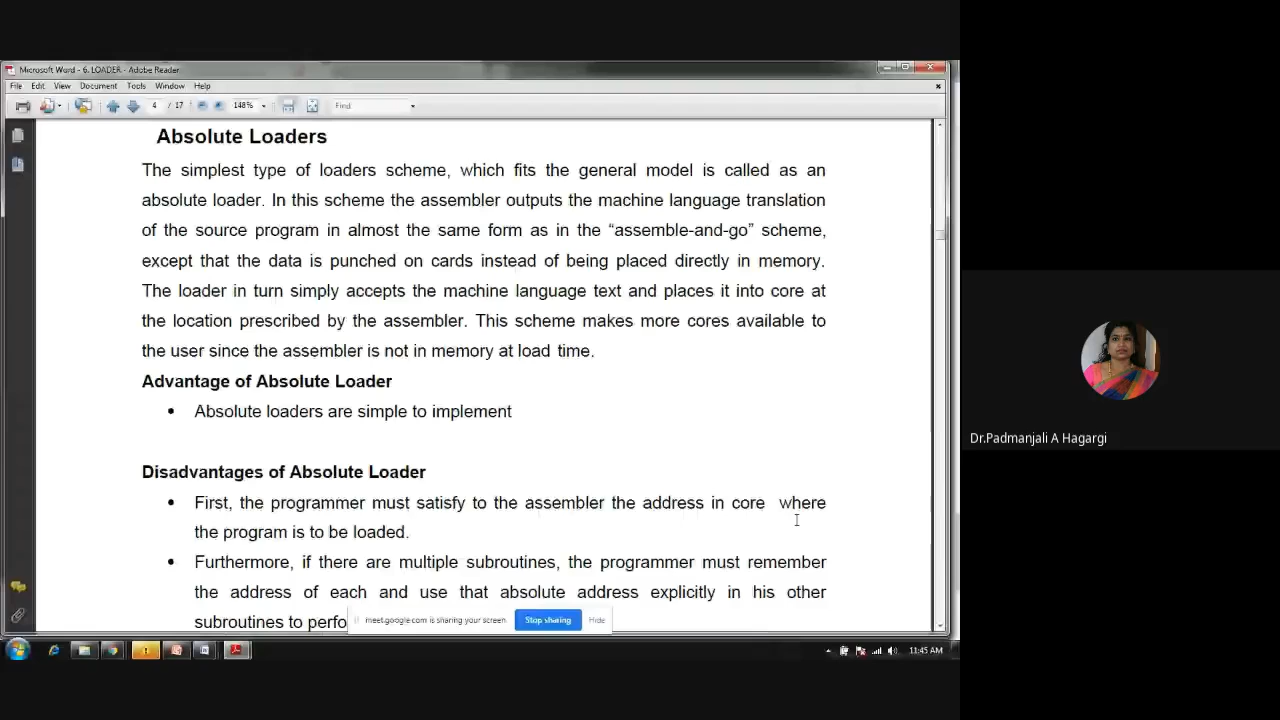 Microsoft Word - 6. LOADER - Adobe Reader
File Edit View Document Tools Window Help
4 / 17 148% Find
Absolute Loaders
The simplest type of loaders scheme, which fits the general model is called as an
absolute loader. In this scheme the assembler outputs the machine language translation
of the source program in almost the same form as in the “assemble-and-go” scheme,
except that the data is punched on cards instead of being placed directly in memory.
The loader in turn simply accepts the machine language text and places it into core at
the location prescribed by the assembler. This scheme makes more cores available to
the user since the assembler is not in memory at load time.
Advantage of Absolute Loader
• Absolute loaders are simple to implement
Disadvantages of Absolute Loader
• First, the programmer must satisfy to the assembler the address in core where
the program is to be loaded.
• Furthermore, if there are multiple subroutines, the programmer must remember
the address of each and use that absolute address explicitly in his other
subroutines to perfo
meet.google.com is sharing your screen Stop sharing Hide
11:45 AM
Dr.Padmanjali A Hagargi